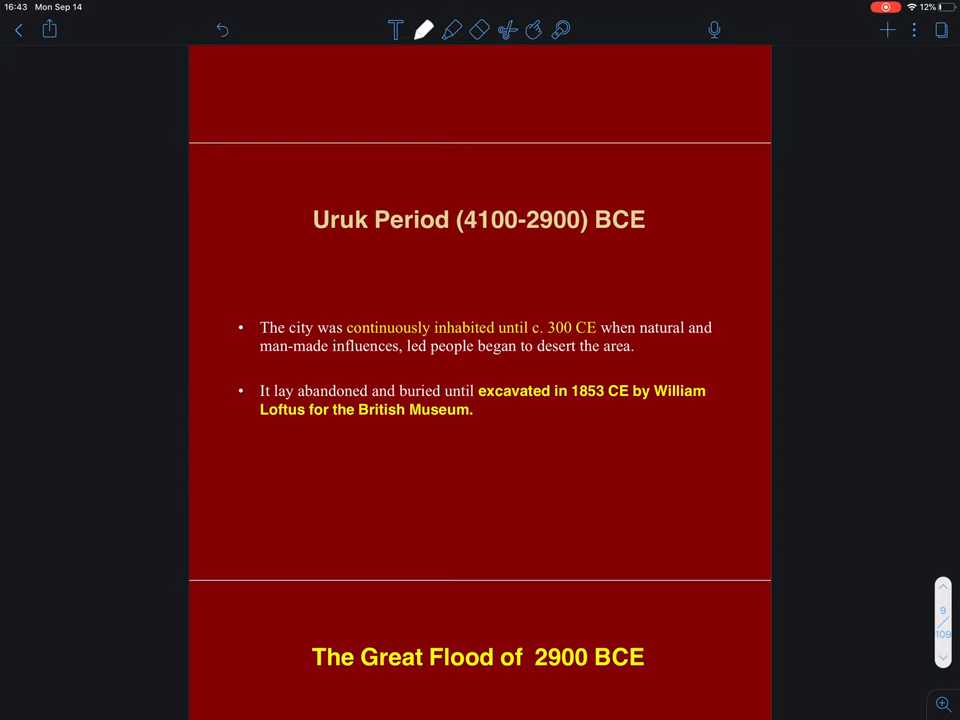 16:43 Mon Sep 14
12%
T
Uruk Period (4100-2900) BCE
• The city was continuously inhabited until c. 300 CE when natural and
man-made influences, led people began to desert the area.
• It lay abandoned and buried until excavated in 1853 CE by William
Loftus for the British Museum.
9
109
The Great Flood of 2900 BCE